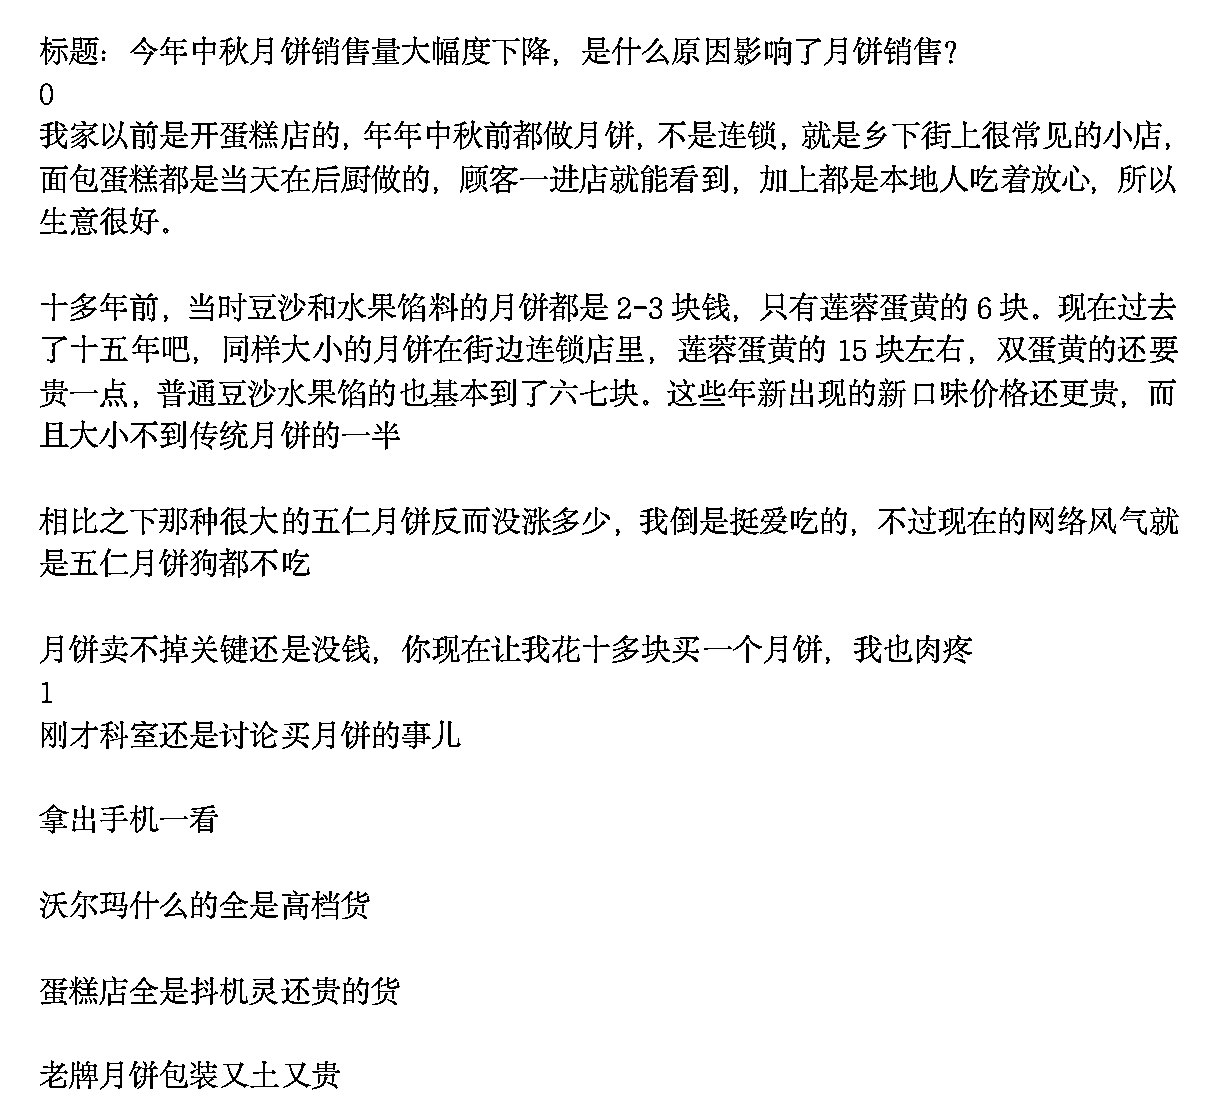 标题：今年中秋月饼销售量大幅度下降，是什么原因影响了月饼销售？
0
我家以前是开蛋糕店的，年年中秋前都做月饼，不是连锁，就是乡下街上很常见的小店，
面包蛋糕都是当天在后厨做的，顾客一进店就能看到，加上都是本地人吃着放心，所以
生意很好。
十多年前，当时豆沙和水果馅料的月饼都是 2-3 块钱，只有莲蓉蛋黄的 6 块。现在过去
了十五年吧，同样大小的月饼在街边连锁店里，莲蓉蛋黄的 15 块左右，双蛋黄的还要
贵一点，普通豆沙水果馅的也基本到了六七块。这些年新出现的新口味价格还更贵，而
且大小不到传统月饼的一半
相比之下那种很大的五仁月饼反而没涨多少，我倒是挺爱吃的，不过现在的网络风气就
是五仁月饼狗都不吃
月饼卖不掉关键还是没钱，你现在让我花十多块买一个月饼，我也肉疼
1
刚才科室还是讨论买月饼的事儿
拿出手机一看
沃尔玛什么的全是高档货
蛋糕店全是抖机灵还贵的货
老牌月饼包装又土又贵